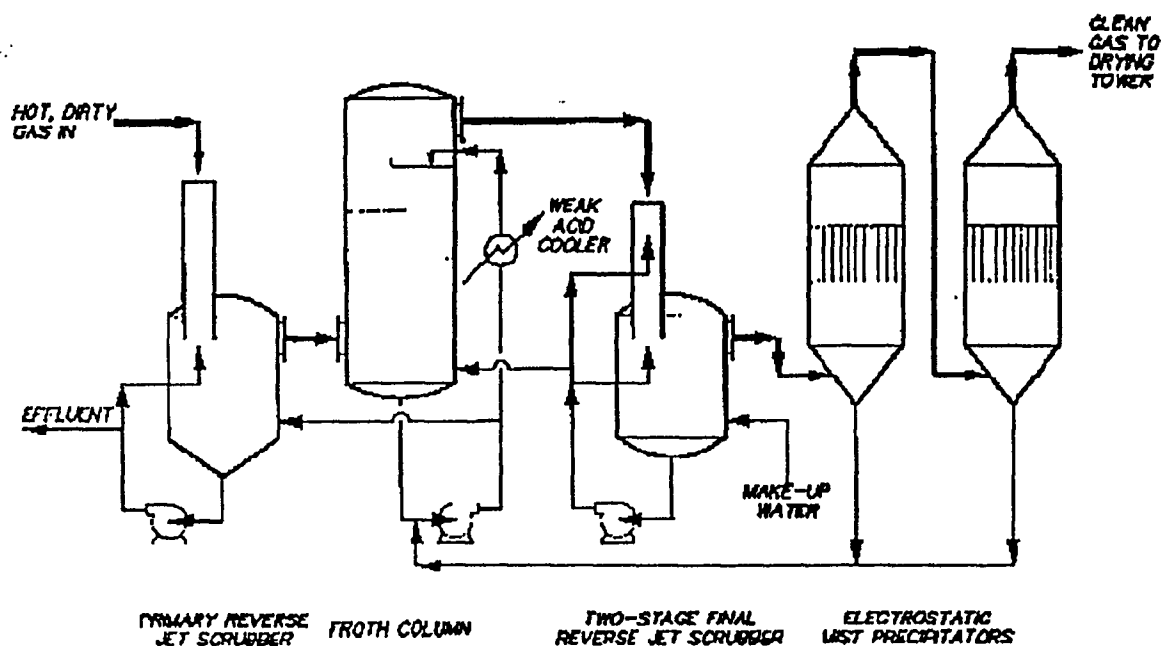 HOT, DIRTY
GAS IN
CLEAN
GAS TO
DRYING
TOWER
WEAK
ACID
COOLER
EFFLUENT
MAKE-UP
WATER
PRIMARY REVERSE
JET SCRUBBER
FROTH COLUMN
TWO-STAGE FINAL
REVERSE JET SCRUBBER
ELECTROSTATIC
MIST PRECIPITATORS